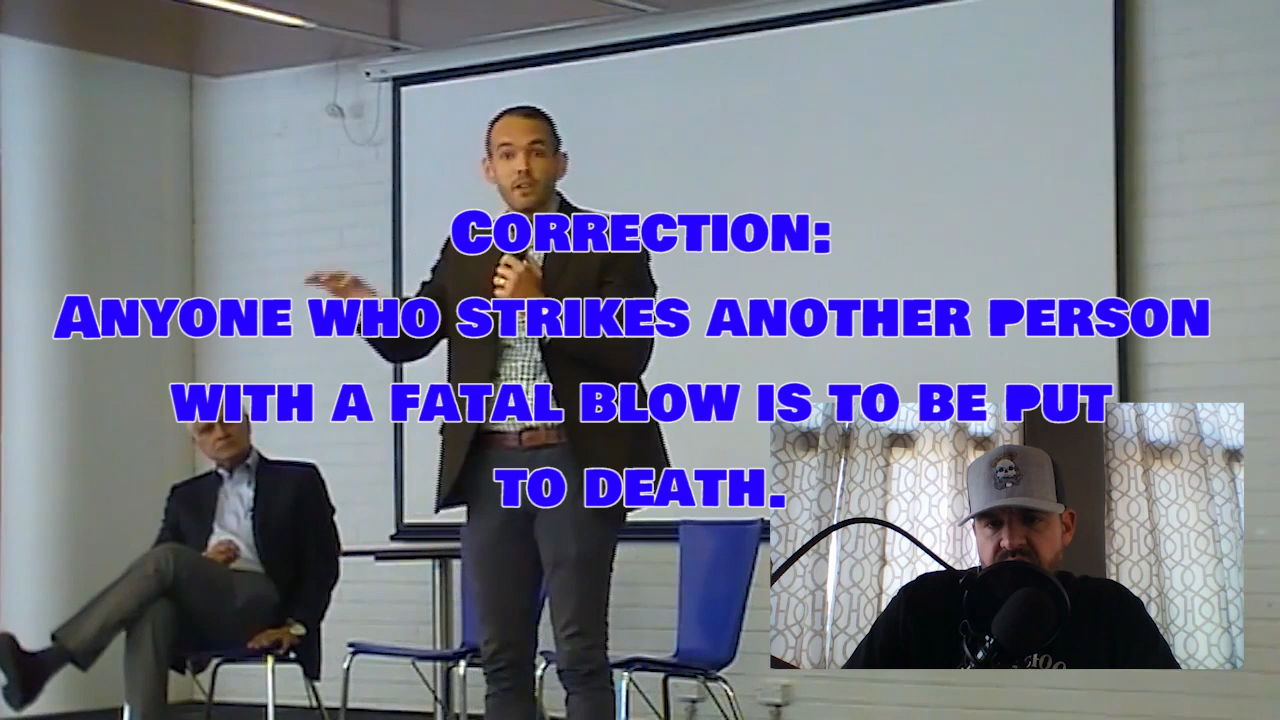 Correction:
Anyone who strikes another person
with a fatal blow is to be put
to death.